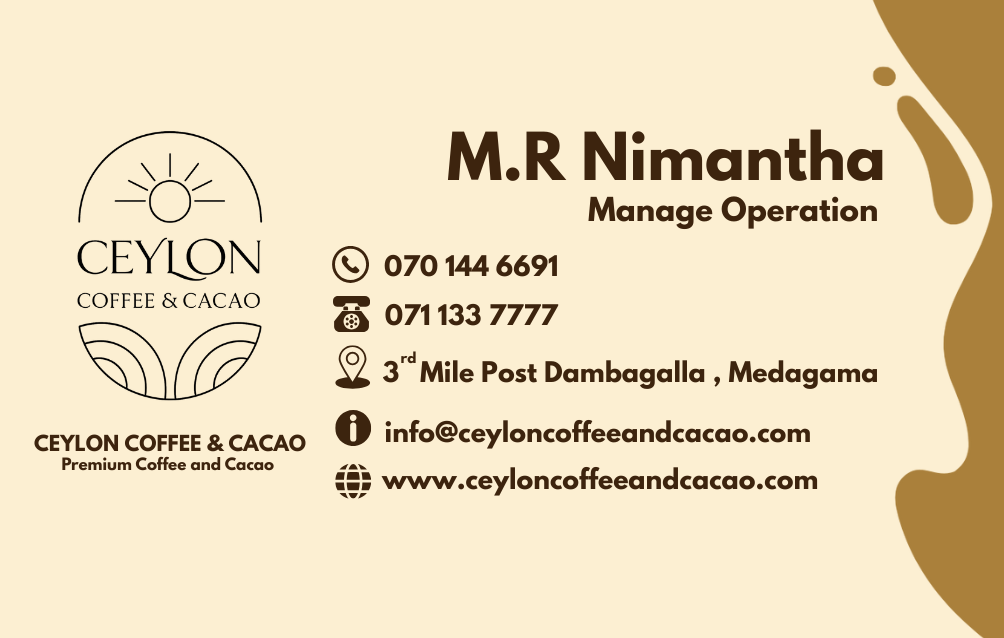 CEYLON
COFFEE & CACAO
CEYLON COFFEE & CACAO
Premium Coffee and Cacao
M.R Nimantha
Manage Operation
070 144 6691
071 133 7777
3rd Mile Post Dambagalla , Medagama
info@ceyloncoffeeandcacao.com
www.ceyloncoffeeandcacao.com